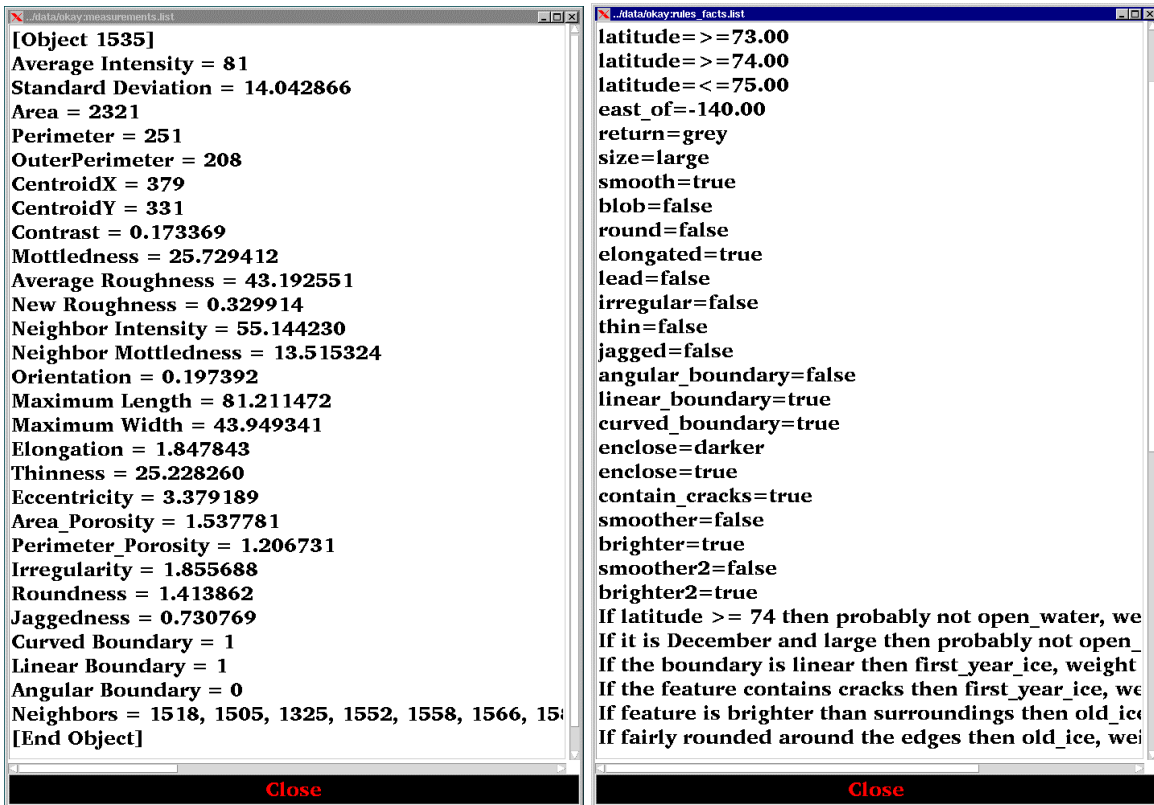 ../data/okay:measurements.list
[Object 1535]
Average Intensity = 81
Standard Deviation = 14.042866
Area = 2321
Perimeter = 251
OuterPerimeter = 208
CentroidX = 379
CentroidY = 331
Contrast = 0.173369
Mottledness = 25.729412
Average Roughness = 43.192551
New Roughness = 0.329914
Neighbor Intensity = 55.144230
Neighbor Mottledness = 13.515324
Orientation = 0.197392
Maximum Length = 81.211472
Maximum Width = 43.949341
Elongation = 1.847843
Thinness = 25.228260
Eccentricity = 3.379189
Area_Porosity = 1.537781
Perimeter_Porosity = 1.206731
Irregularity = 1.855688
Roundness = 1.413862
Jaggedness = 0.730769
Curved Boundary = 1
Linear Boundary = 1
Angular Boundary = 0
Neighbors = 1518, 1505, 1325, 1552, 1558, 1566, 15
[End Object]
Close
../data/okay:rules_facts.list
latitude=>=73.00
latitude=>=74.00
latitude=<=75.00
east_of=-140.00
return=grey
size=large
smooth=true
blob=false
round=false
elongated=true
lead=false
irregular=false
thin=false
jagged=false
angular_boundary=false
linear_boundary=true
curved_boundary=true
enclose=darker
enclose=true
contain_cracks=true
smoother=false
brighter=true
smoother2=false
brighter2=true
If latitude >= 74 then probably not open_water, we
If it is December and large then probably not open_
If the boundary is linear then first_year_ice, weight
If the feature contains cracks then first_year_ice, we
If feature is brighter than surroundings then old_ice
If fairly rounded around the edges then old_ice, wei
Close